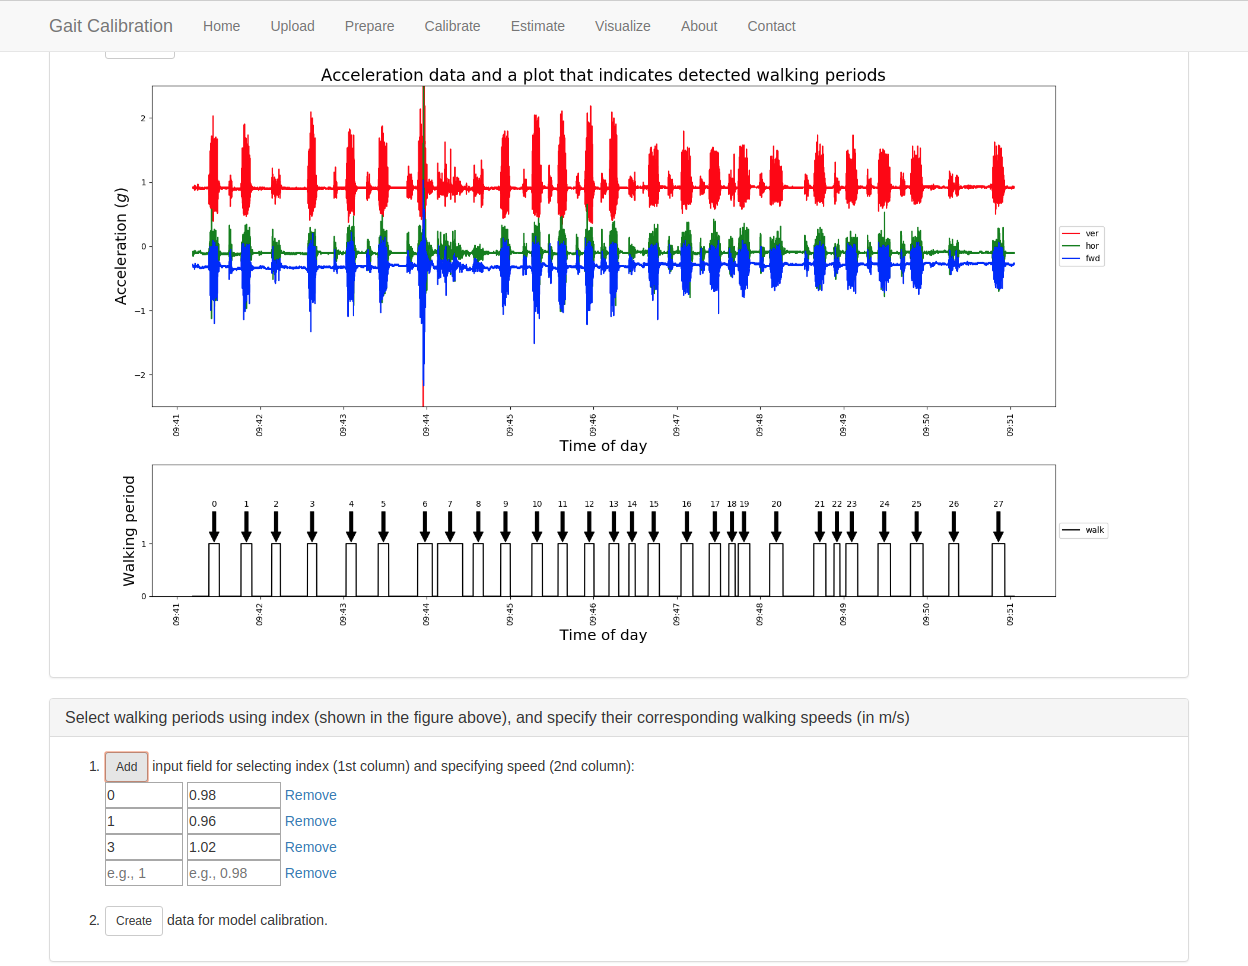 Gait Calibration Home Upload Prepare Calibrate Estimate Visualize About Contact
Acceleration data and a plot that indicates detected walking periods
Acceleration (g)
2
1
0
−1
−2
ver
hor
fwd
09:41 09:42 09:43 09:44 09:45 09:46 09:47 09:48 09:49 09:50 09:51
Time of day
Walking period
0 1 2 3 4 5 6 7 8 9 10 11 12 13 14 15 16 17 18 19 20 21 22 23 24 25 26 27
1
0
walk
09:41 09:42 09:43 09:44 09:45 09:46 09:47 09:48 09:49 09:50 09:51
Time of day
Select walking periods using index (shown in the figure above), and specify their corresponding walking speeds (in m/s)
1. Add input field for selecting index (1st column) and specifying speed (2nd column):
0 0.98 Remove
1 0.96 Remove
3 1.02 Remove
e.g., 1 e.g., 0.98 Remove
2. Create data for model calibration.